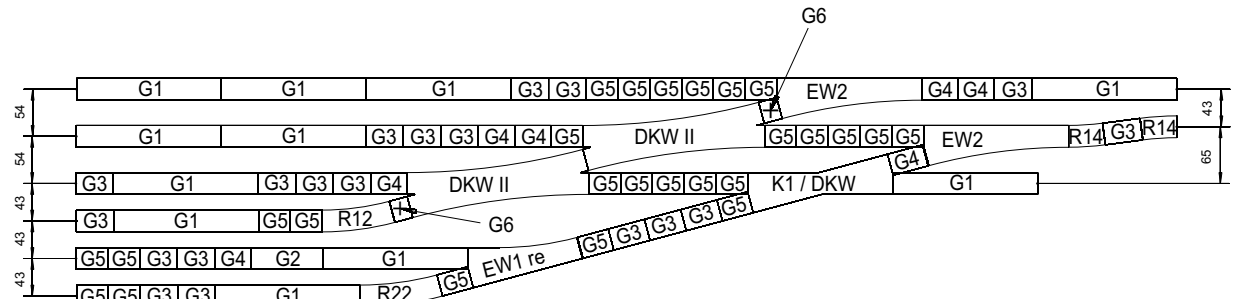 G6
G1 G1 G1 G3 G3 G5 G5 G5 G5 G5 G5 EW2 G4 G4 G3 G1
54 43
G1 G1 G3 G3 G3 G4 G4 G5 DKW II G5 G5 G5 G5 G5 EW2 R14 G3 R14
54 65
G3 G1 G3 G3 G3 G4 DKW II G5 G5 G5 G5 G5 K1 / DKW G4 G1
43
G3 G1 G5 G5 R12 G6
43
G5 G5 G3 G3 G4 G2 G1 EW1 re G5 G3 G3 G3 G5
43
G5 G5 G3 G3 G1 R22 G5